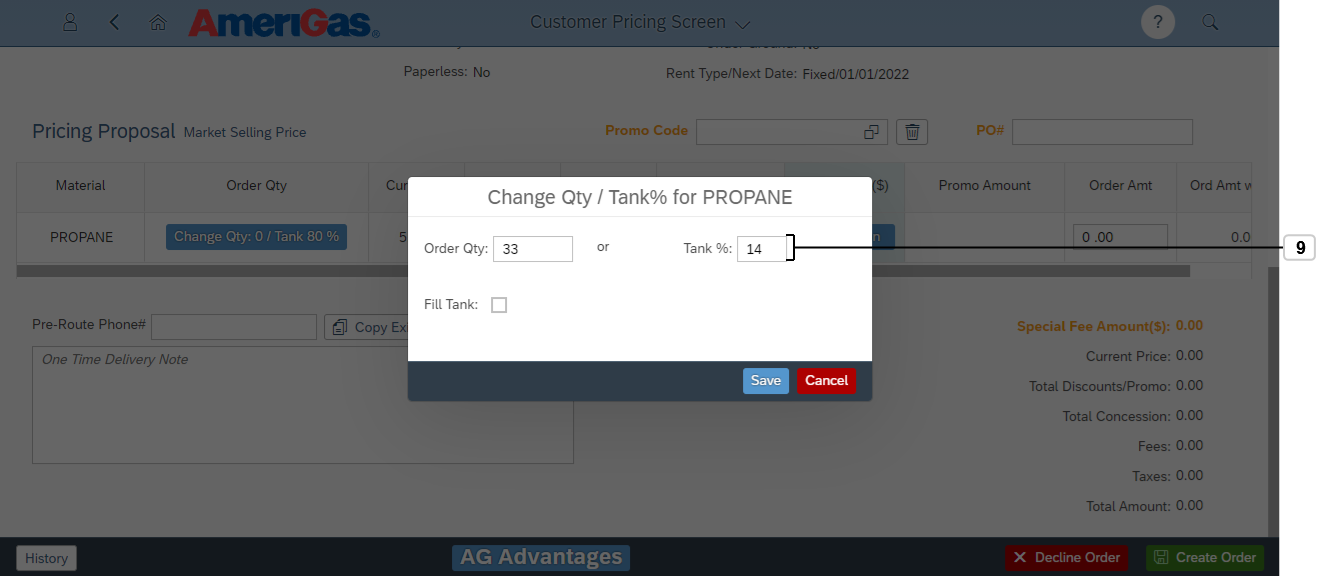 AmeriGas
Customer Pricing Screen
?
Paperless: No
Rent Type/Next Date: Fixed/01/01/2022
Pricing Proposal Market Selling Price
Promo Code
PO#
Material Order Qty ($) Promo Amount Order Amt Ord Amt
PROPANE Change Qty: 0 / Tank 80 % 0 .00
Change Qty / Tank% for PROPANE
Order Qty: 33 or Tank %: 14
9
Fill Tank:
Save Cancel
Pre-Route Phone# Copy
One Time Delivery Note
Special Fee Amount($): 0.00
Current Price: 0.00
Total Discounts/Promo: 0.00
Total Concession: 0.00
Fees: 0.00
Taxes: 0.00
Total Amount: 0.00
History AG Advantages Decline Order Create Order